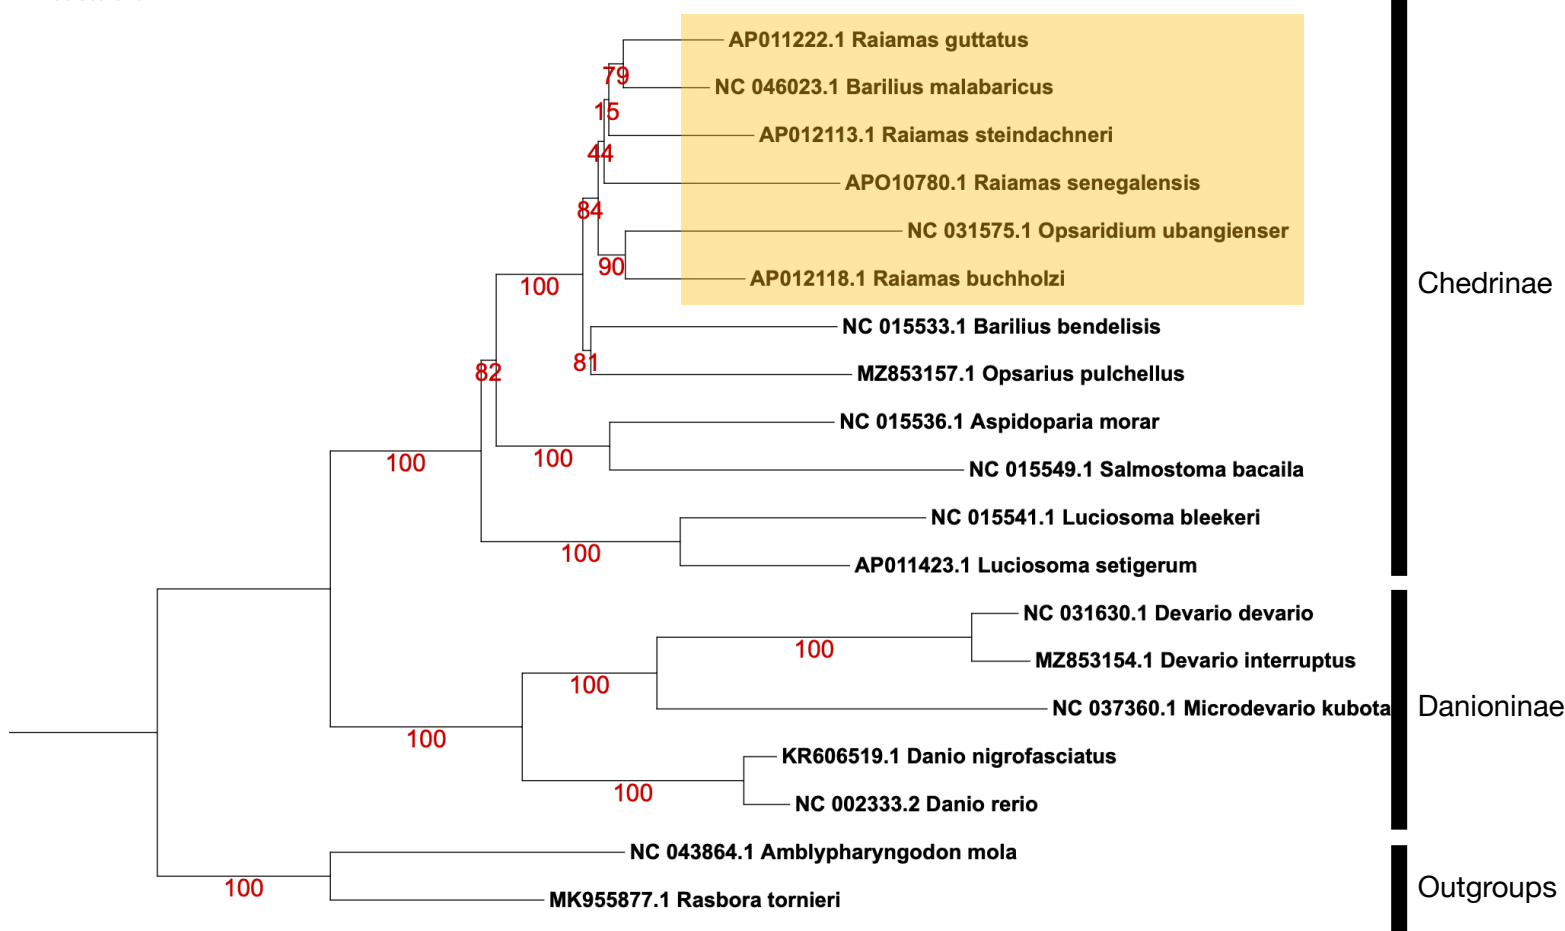 AP011222.1 Raiamas guttatus
79
NC 046023.1 Barilius malabaricus
15
AP012113.1 Raiamas steindachneri
44
APO10780.1 Raiamas senegalensis
84
NC 031575.1 Opsaridium ubangienser
90
AP012118.1 Raiamas buchholzi
100
Chedrinae
NC 015533.1 Barilius bendelisis
81
MZ853157.1 Opsarius pulchellus
82
NC 015536.1 Aspidoparia morar
100
100
NC 015549.1 Salmostoma bacaila
NC 015541.1 Luciosoma bleekeri
100
AP011423.1 Luciosoma setigerum
NC 031630.1 Devario devario
100
MZ853154.1 Devario interruptus
100
NC 037360.1 Microdevario kubota
Danioninae
100
KR606519.1 Danio nigrofasciatus
100
NC 002333.2 Danio rerio
NC 043864.1 Amblypharyngodon mola
100
Outgroups
MK955877.1 Rasbora tornieri